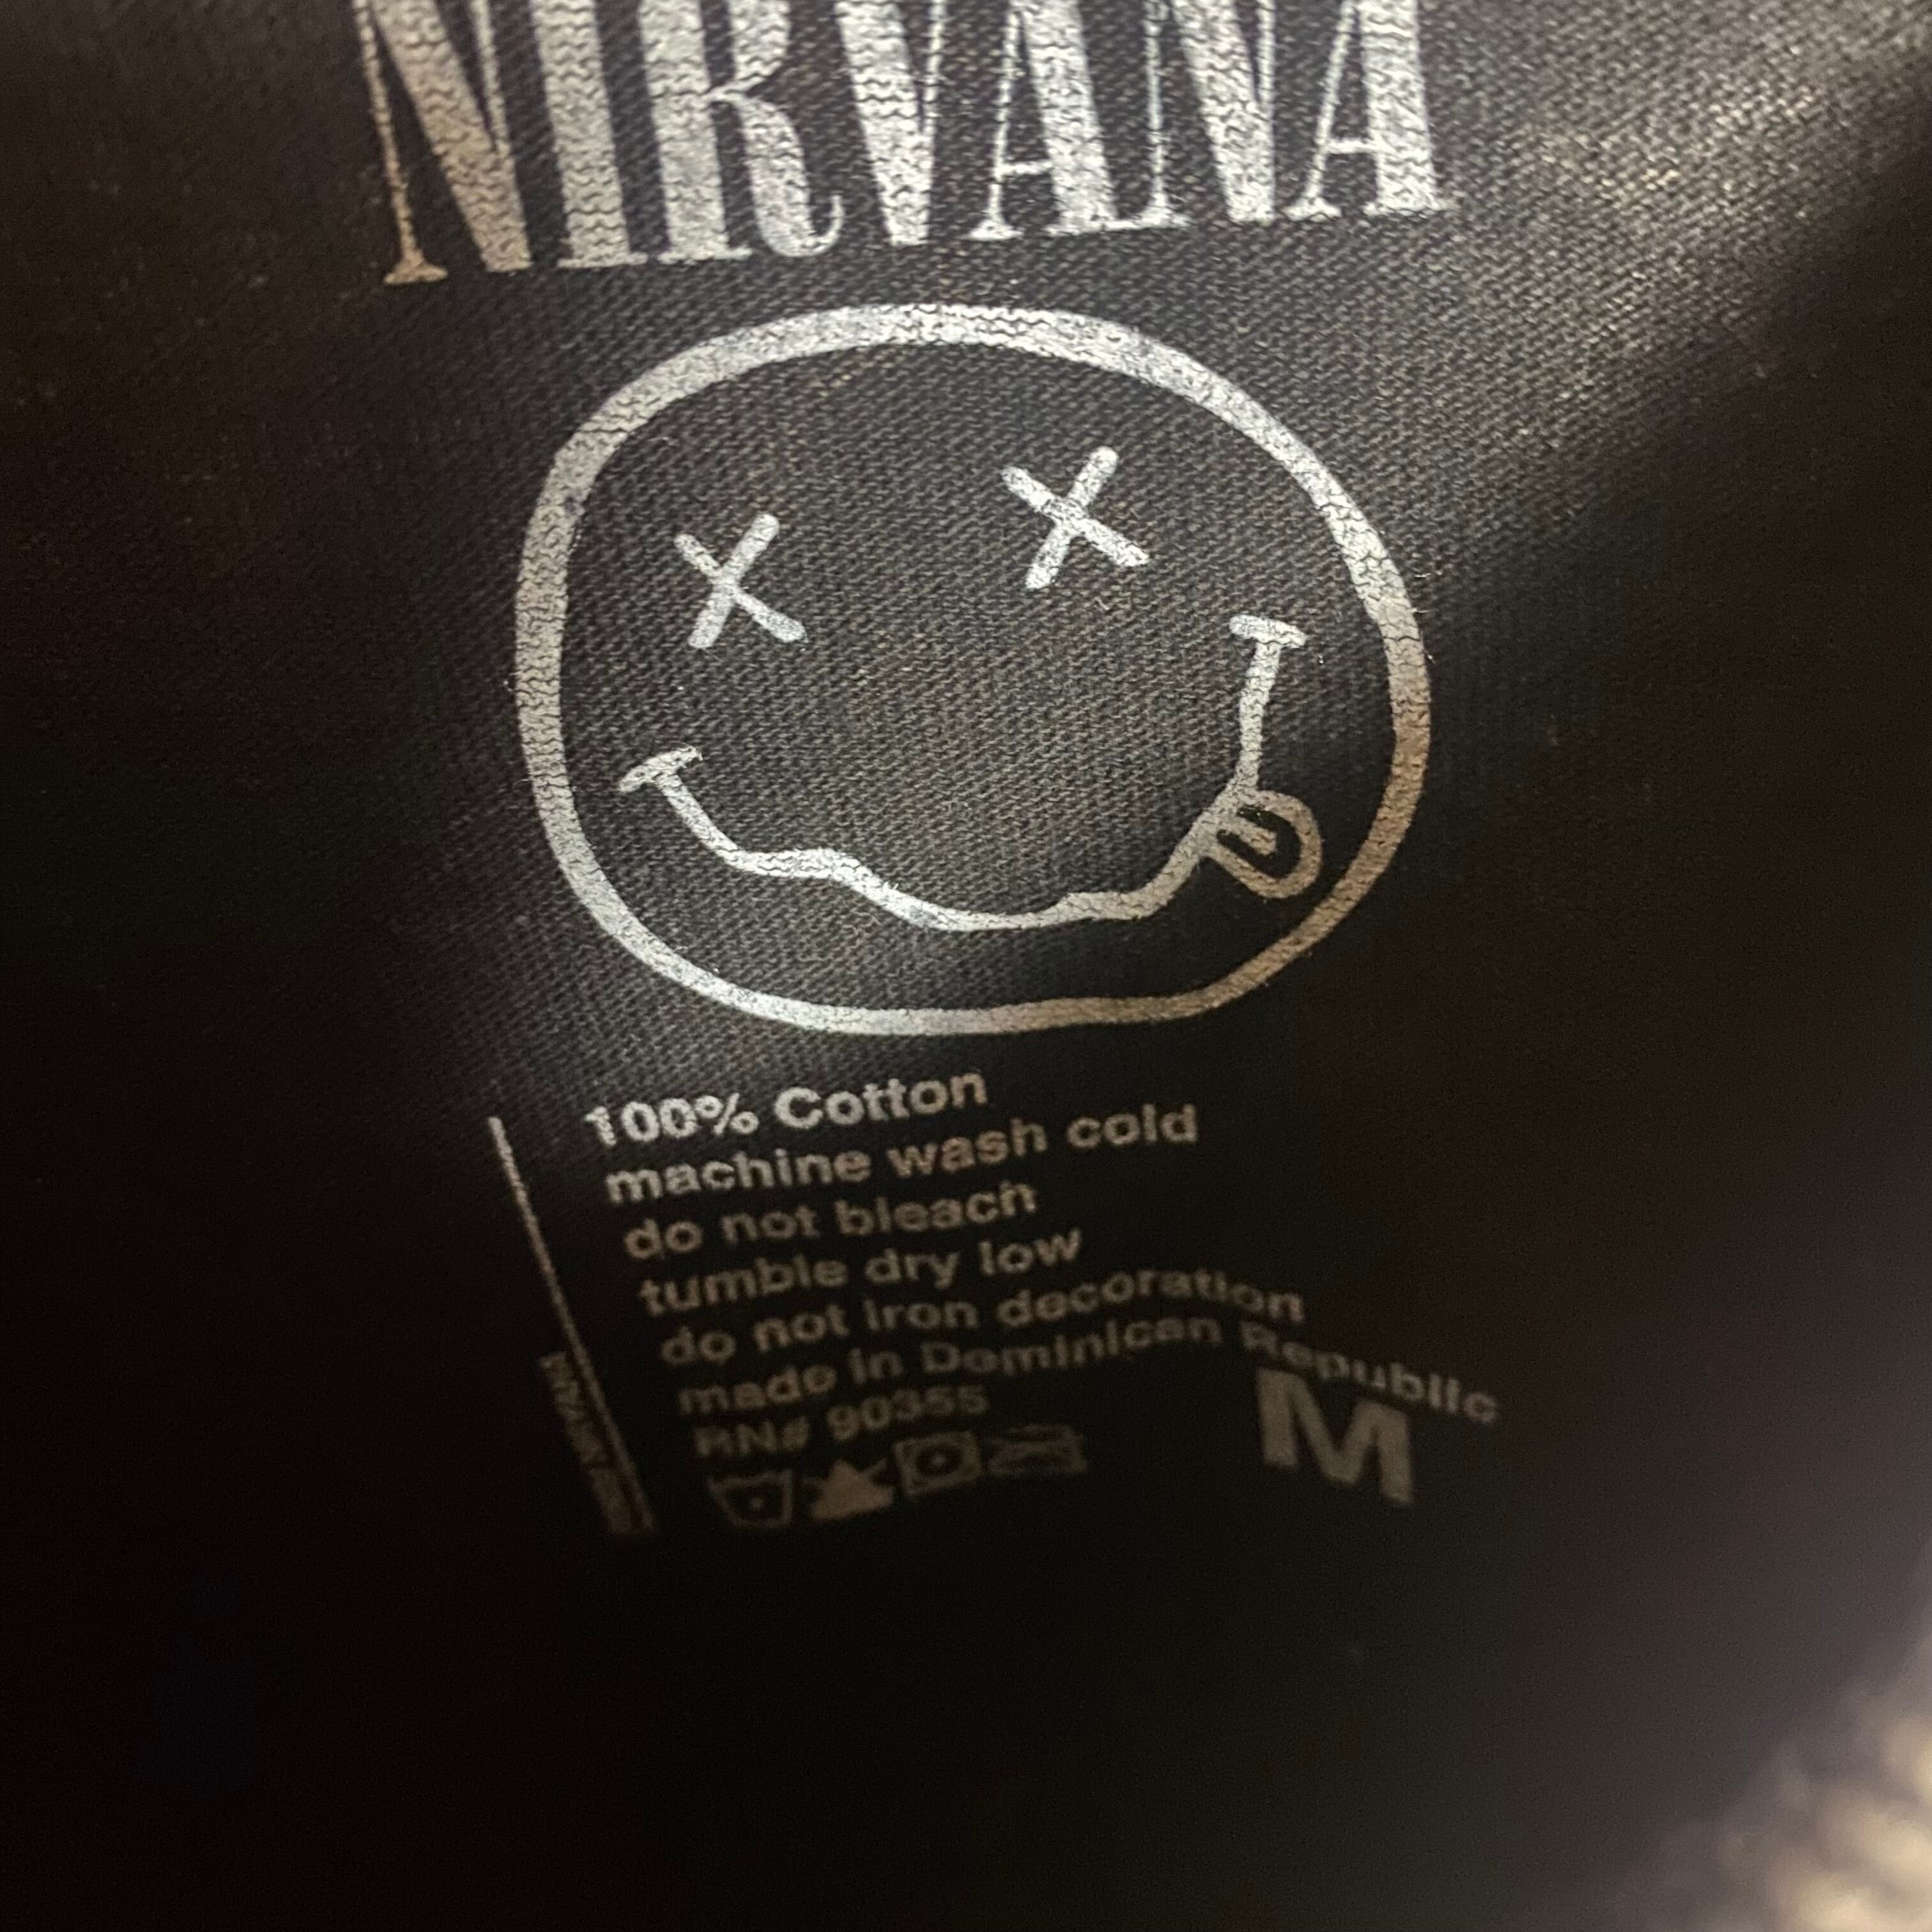 NIRVANA
100% Cotton
machine wash cold
do not bleach
tumble dry low
do not iron decoration
made in Dominican Republic
RN# 90355
M